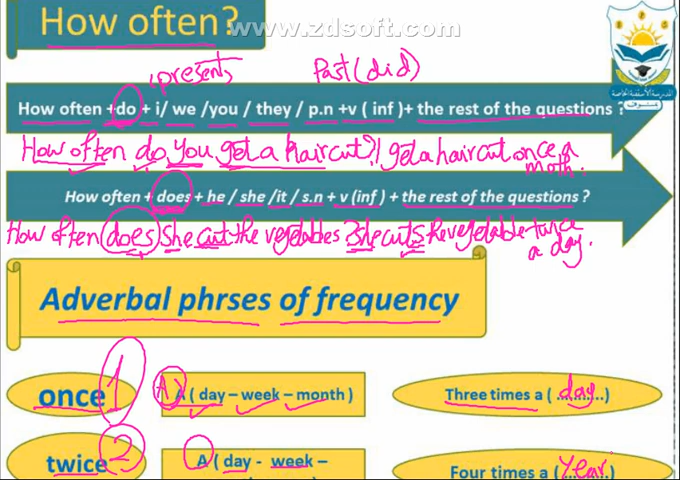 How often?
www.zdsoft.com
present Past (did)
How often +do + i/ we /you / they / p.n +v ( inf )+ the rest of the questions ?
How often do you get a haircut? I get a haircut once a
moth.
How often + does + he / she /it / s.n + v (inf) + the rest of the questions ?
How often does she cut the vegetables ? she cuts the vegetable twice
a day.
Adverbal phrses of frequency
once 1 A A ( day – week – month ) Three times a ( day ..........)
twice 2 A ( day - week – Four times a (year ..........)